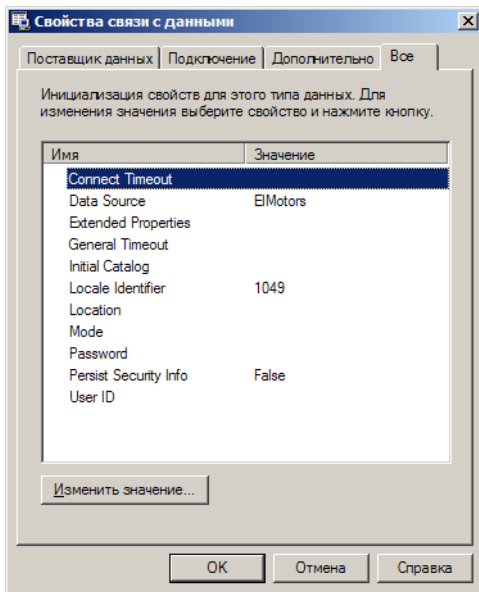 Свойства связи с данными
Поставщик данных Подключение Дополнительно Все
Инициализация свойств для этого типа данных. Для
изменения значения выберите свойство и нажмите кнопку.
Имя Значение
Connect Timeout
Data Source ElMotors
Extended Properties
General Timeout
Initial Catalog
Locale Identifier 1049
Location
Mode
Password
Persist Security Info False
User ID
Изменить значение...
OK Отмена Справка